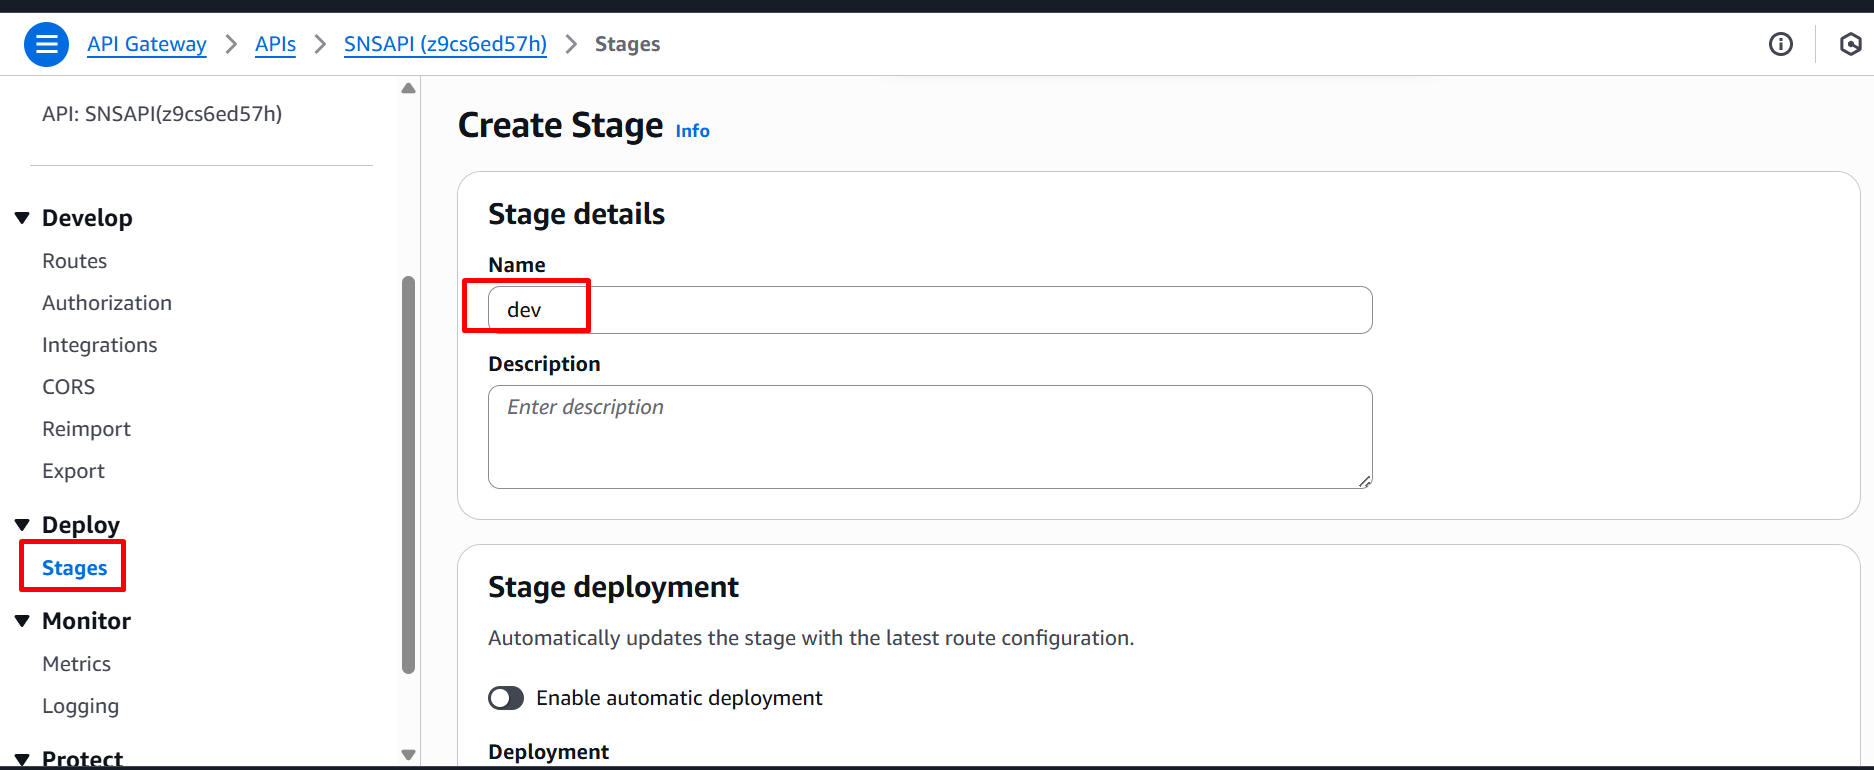 API Gateway > APIs > SNSAPI (z9cs6ed57h) > Stages
API: SNSAPI(z9cs6ed57h)
Develop
Routes
Authorization
Integrations
CORS
Reimport
Export
Deploy
Stages
Monitor
Metrics
Logging
Protect
Create Stage Info
Stage details
Name
dev
Description
Enter description
Stage deployment
Automatically updates the stage with the latest route configuration.
Enable automatic deployment
Deployment